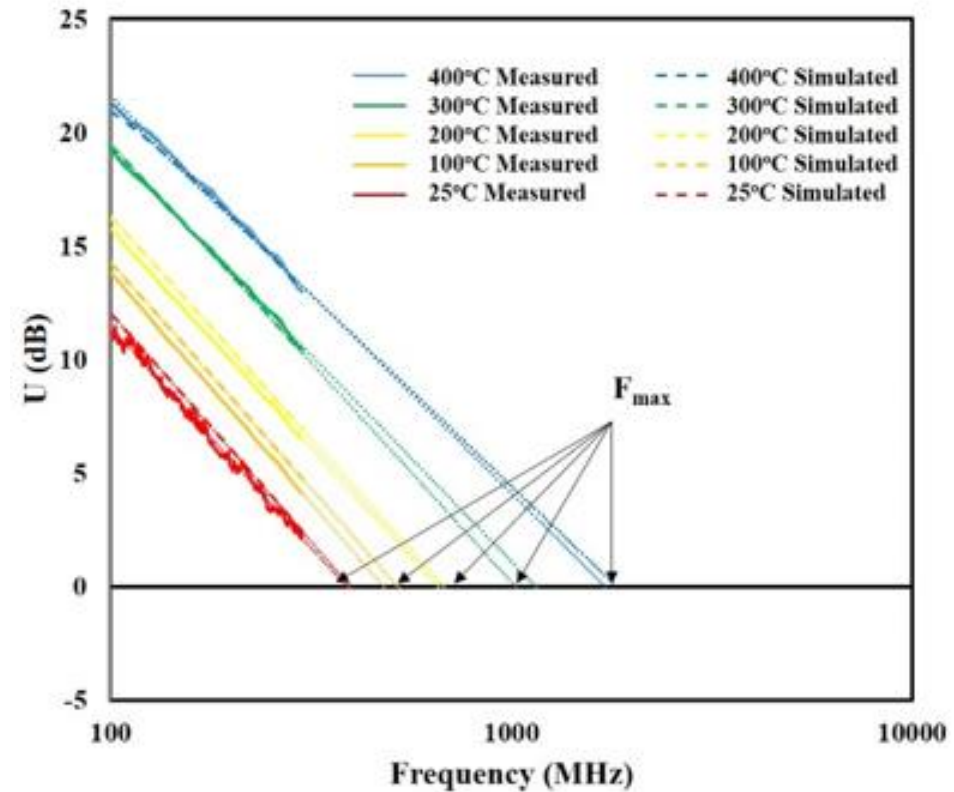 25
400°C Measured 400°C Simulated
300°C Measured 300°C Simulated
20
200°C Measured 200°C Simulated
100°C Measured 100°C Simulated
25°C Measured 25°C Simulated
15
U (dB)
10
Fmax
5
0
-5
100 1000 10000
Frequency (MHz)